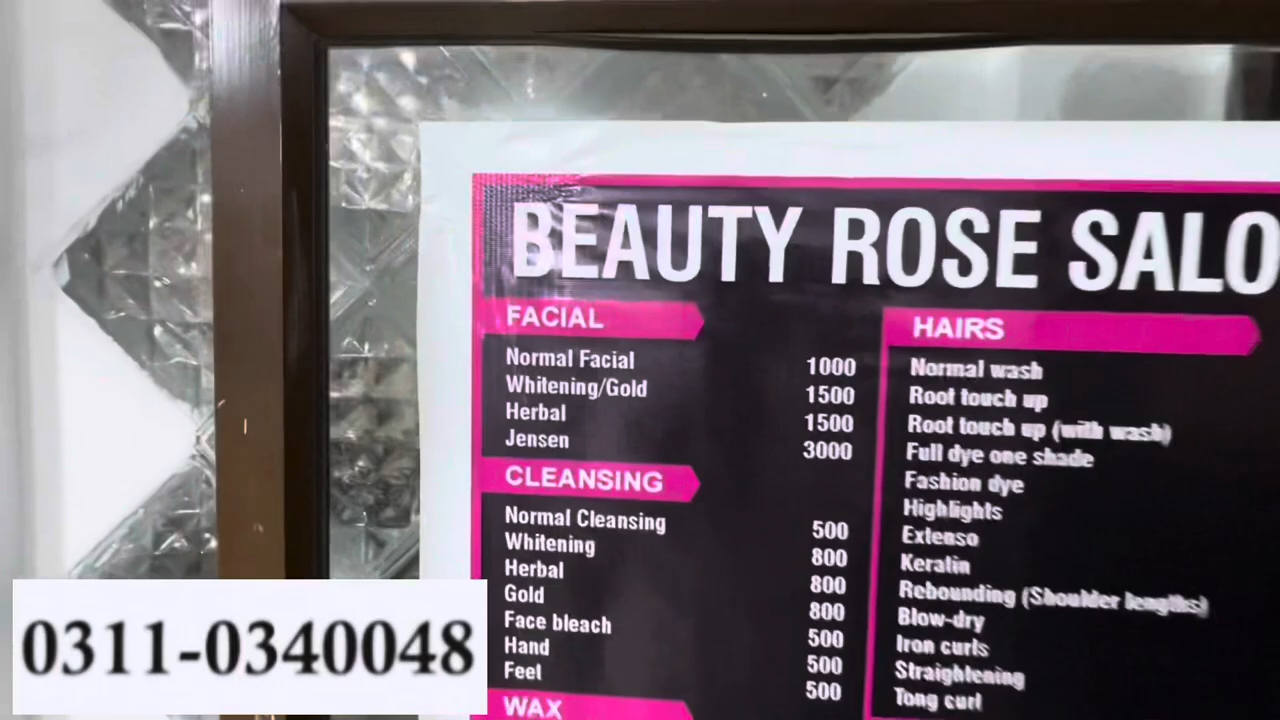 BEAUTY ROSE SALO
FACIAL
Normal Facial 1000
Whitening/Gold 1500
Herbal 1500
Jensen 3000
CLEANSING
Normal Cleansing 500
Whitening 800
Herbal 800
Gold 800
Face bleach 500
Hand 500
Feel 500
WAX
HAIRS
Normal wash
Root touch up
Root touch up (with wash)
Full dye one shade
Fashion dye
Highlights
Extenso
Keratin
Rebounding (Shoulder lengths)
Blow-dry
Iron curls
Straightening
Tong curl
0311-0340048